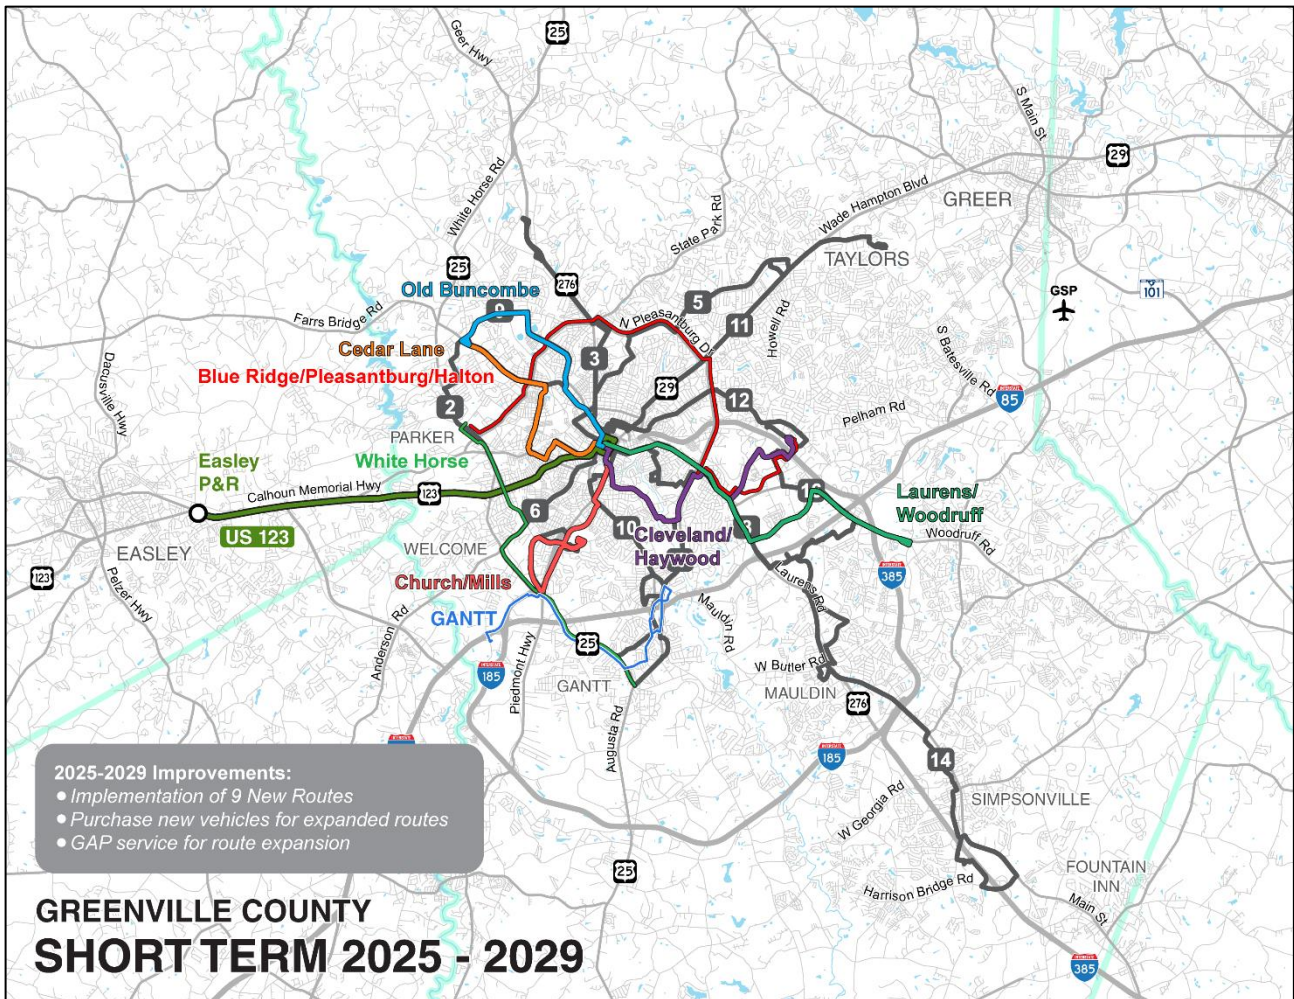 25
Geer Hwy
S Main St
29
White Horse Rd
State Park Rd
Wade Hampton Blvd
GREER
TAYLORS
25
276
GSP
101
Old Buncombe
9
5
11
Farrs Bridge Rd
N Pleasantburg Dr
Howell Rd
S Batesville Rd
Cedar Lane
3
Dacusville Hwy
Blue Ridge/Pleasantburg/Halton
29
12
INTERSTATE
85
2
Pelham Rd
PARKER
White Horse
Easley
P&R
Calhoun Memorial Hwy
123
US 123
6
10
Laurens/
Woodruff
Cleveland/
Haywood
Woodruff Rd
EASLEY
WELCOME
123
Pelzer Hwy
Church/Mills
Laurens Rd
INTERSTATE
385
GANTT
Anderson Rd
Mauldin Rd
25
Piedmont Hwy
W Butler Rd
INTERSTATE
185
GANTT
MAULDIN
276
Augusta Rd
INTERSTATE
185
14
2025-2029 Improvements:
• Implementation of 9 New Routes
• Purchase new vehicles for expanded routes
• GAP service for route expansion
SIMPSONVILLE
W Georgia Rd
25
FOUNTAIN
INN
Harrison Bridge Rd
Main St
GREENVILLE COUNTY
SHORT TERM 2025 - 2029
INTERSTATE
385